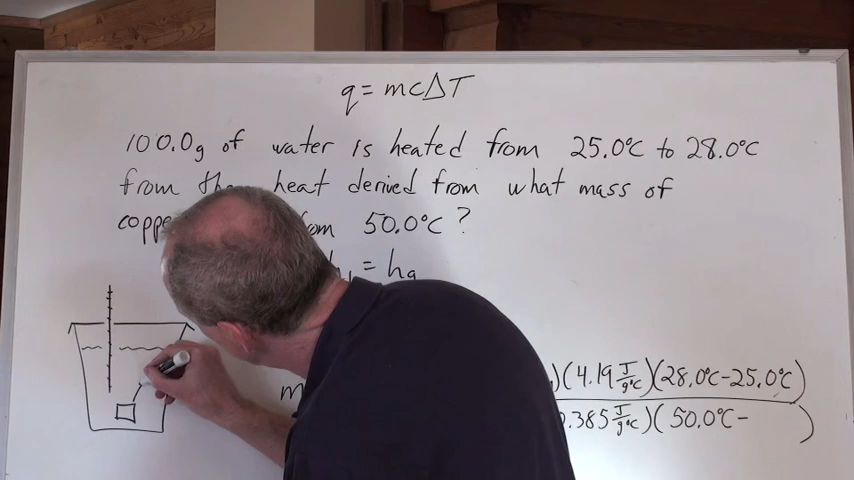 q = mcΔT
100.0g of water is heated from 25.0°C to 28.0°C
from the heat derived from what mass of
50.0°C ?
= hg
m
)(4.19 J/g°C)(28.0°C-25.0°C)
.385 J/g°C)(50.0°C- )